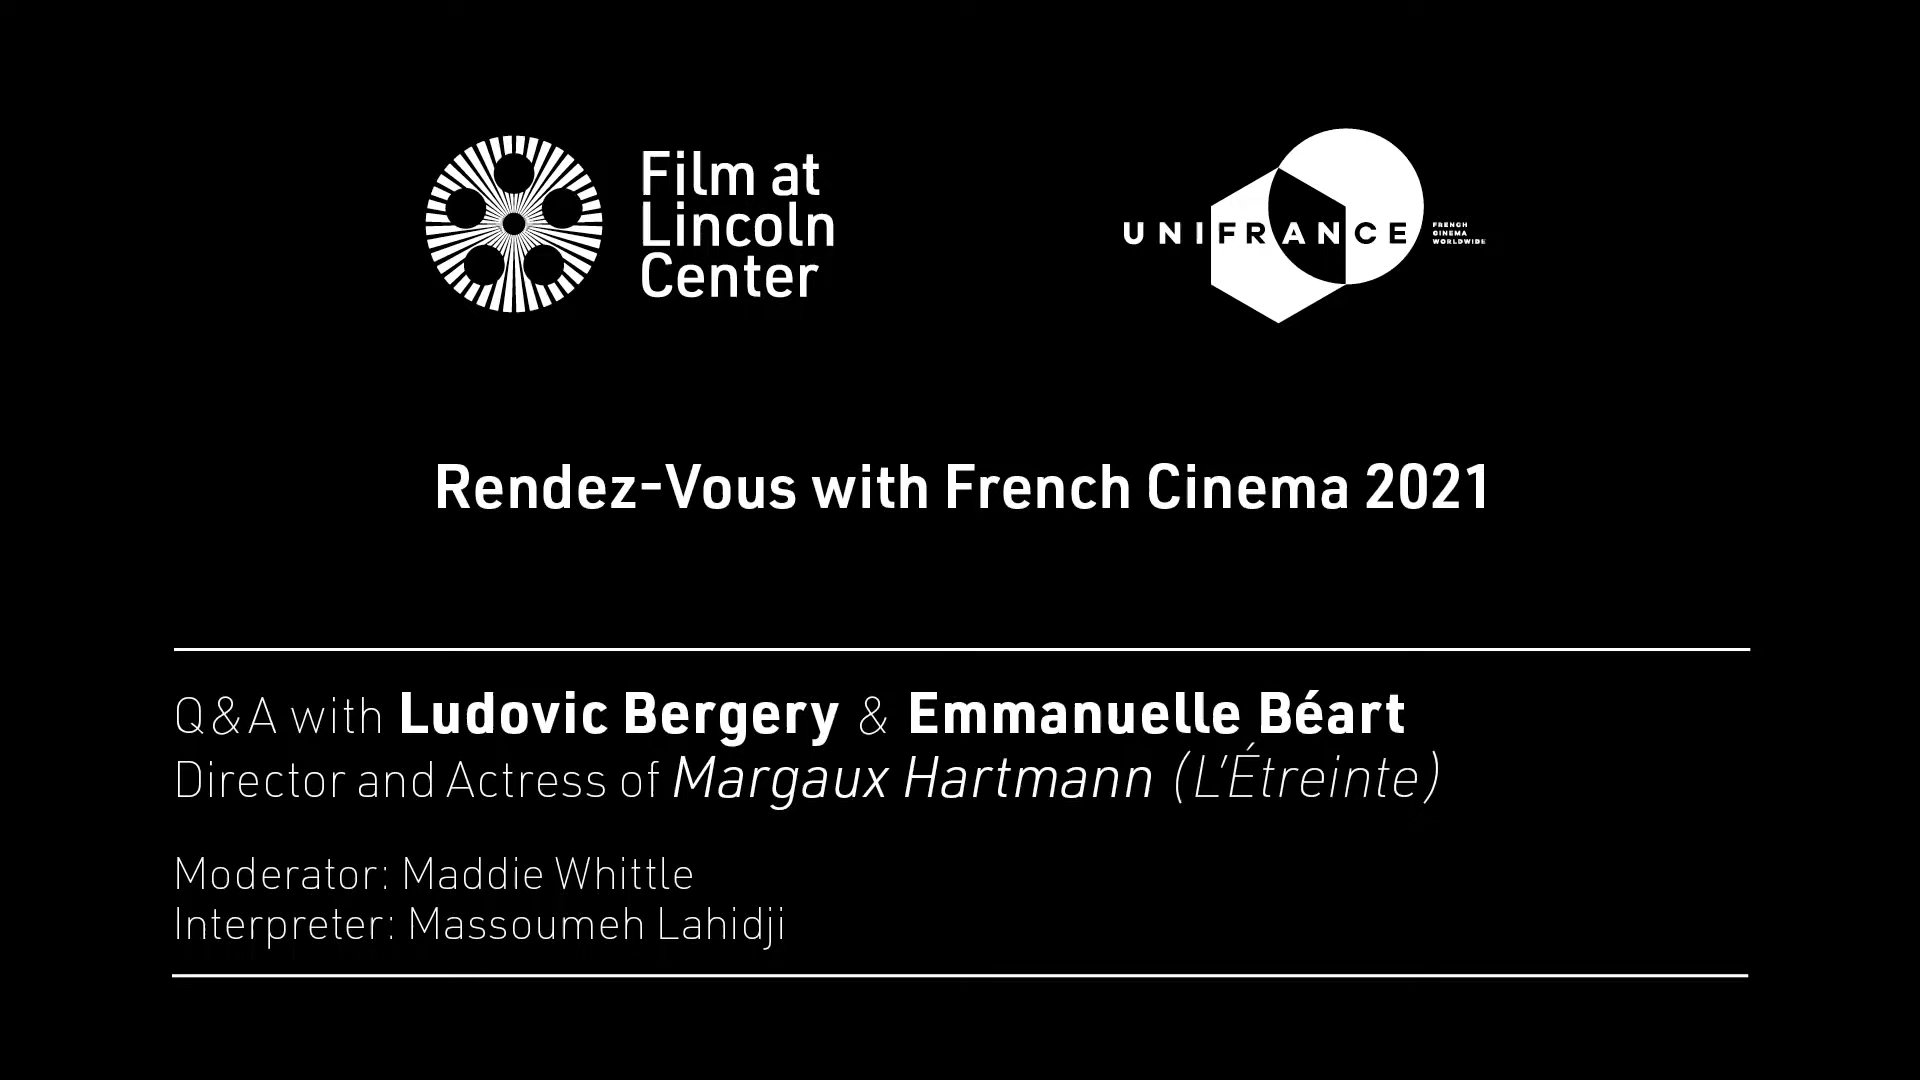 Film at
Lincoln
Center
UNIFRANCE
FRENCH
CINEMA
WORLDWIDE
Rendez-Vous with French Cinema 2021
Q&A with Ludovic Bergery & Emmanuelle Béart
Director and Actress of Margaux Hartmann (L'Étreinte)
Moderator: Maddie Whittle
Interpreter: Massoumeh Lahidji